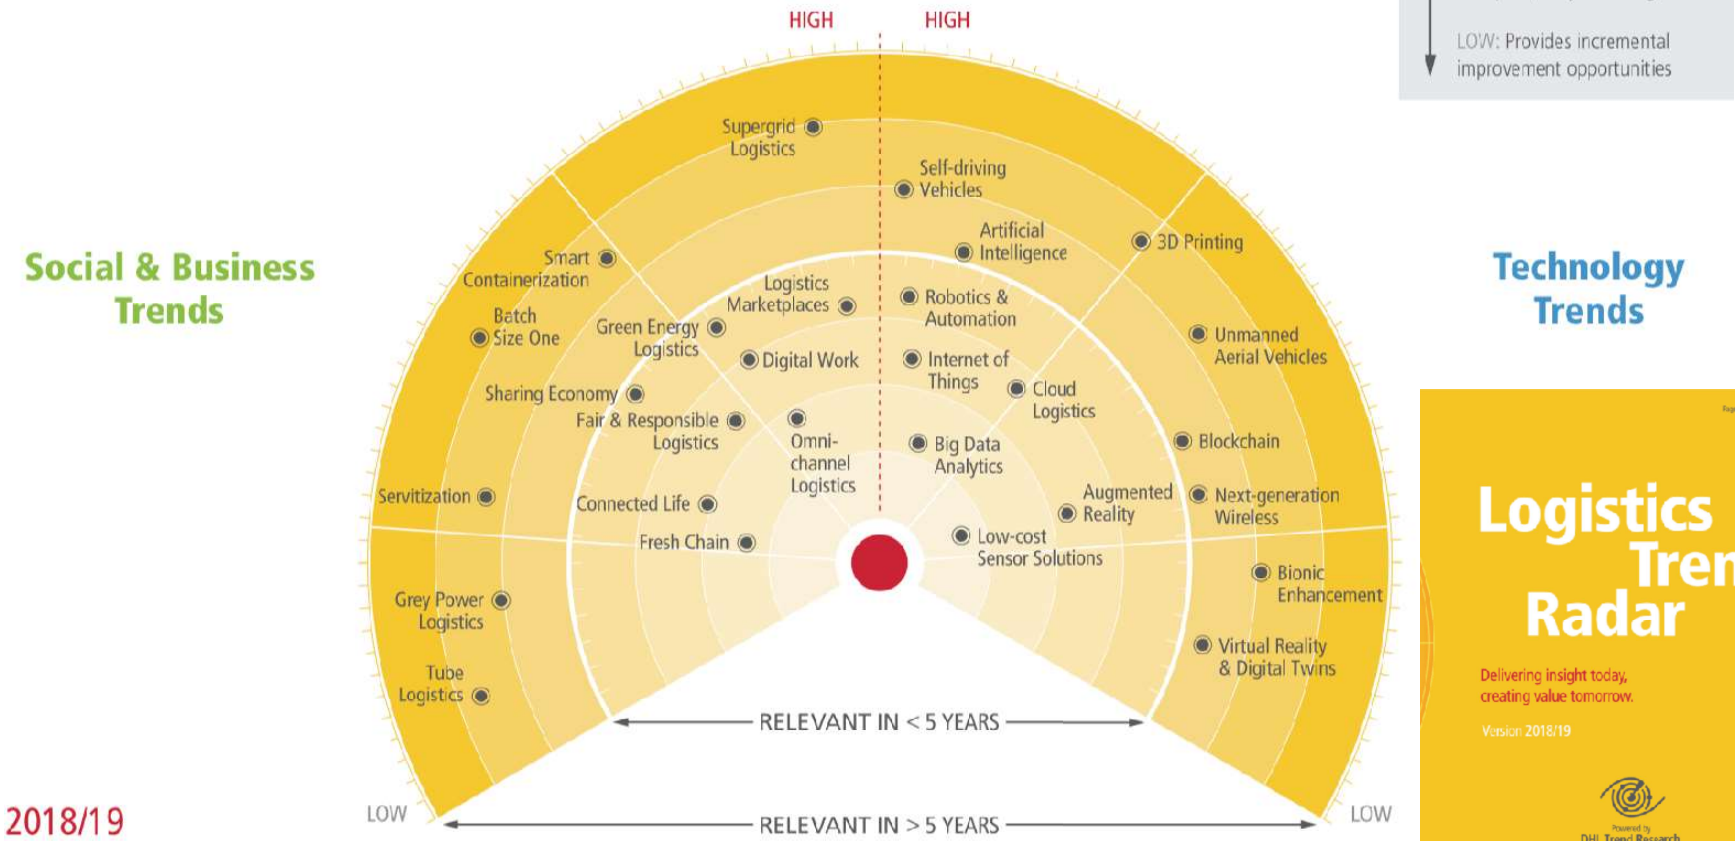 HIGH
HIGH
LOW: Provides incremental
improvement opportunities
Social & Business
Trends
Technology
Trends
Supergrid
Logistics
Self-driving
Vehicles
Artificial
Intelligence
3D Printing
Smart
Containerization
Logistics
Marketplaces
Robotics &
Automation
Batch
Size One
Green Energy
Logistics
Unmanned
Aerial Vehicles
Digital Work
Internet of
Things
Cloud
Logistics
Sharing Economy
Fair & Responsible
Logistics
Omni-
channel
Logistics
Big Data
Analytics
Blockchain
Servitization
Connected Life
Augmented
Reality
Next-generation
Wireless
Fresh Chain
Low-cost
Sensor Solutions
Bionic
Enhancement
Grey Power
Logistics
Virtual Reality
& Digital Twins
Tube
Logistics
RELEVANT IN < 5 YEARS
LOW
RELEVANT IN > 5 YEARS
LOW
2018/19
Logistics
Tren
Radar
Delivering insight today,
creating value tomorrow.
Version 2018/19
Powered by
DHL Trend Research